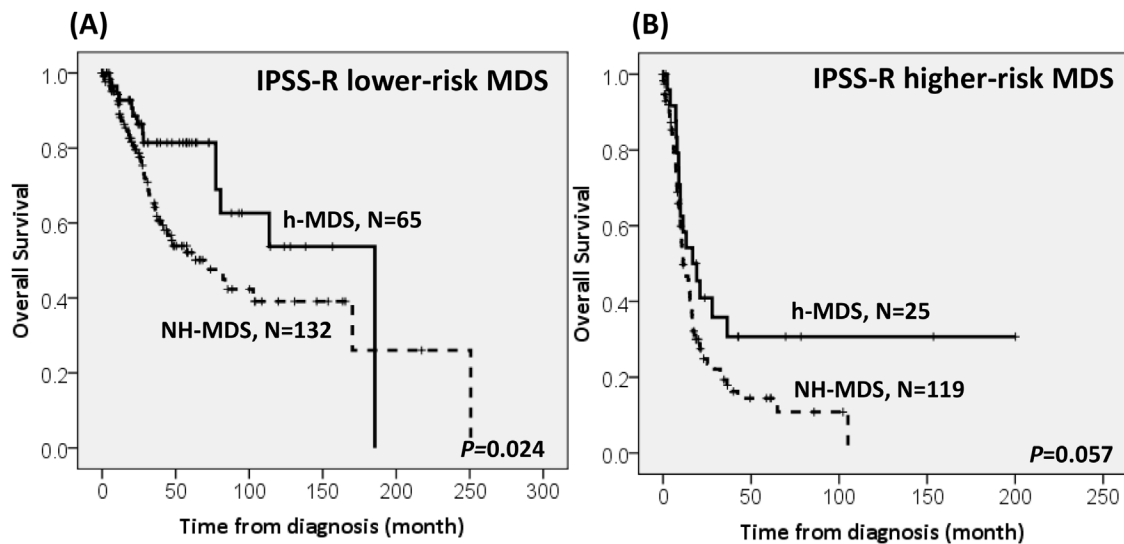 (A)
IPSS-R lower-risk MDS
Overall Survival
1.0
0.8
0.6
0.4
0.2
0.0
h-MDS, N=65
NH-MDS, N=132
P=0.024
0 50 100 150 200 250 300
Time from diagnosis (month)
(B)
IPSS-R higher-risk MDS
Overall Survival
1.0
0.8
0.6
0.4
0.2
0.0
h-MDS, N=25
NH-MDS, N=119
P=0.057
0 50 100 150 200 250
Time from diagnosis (month)